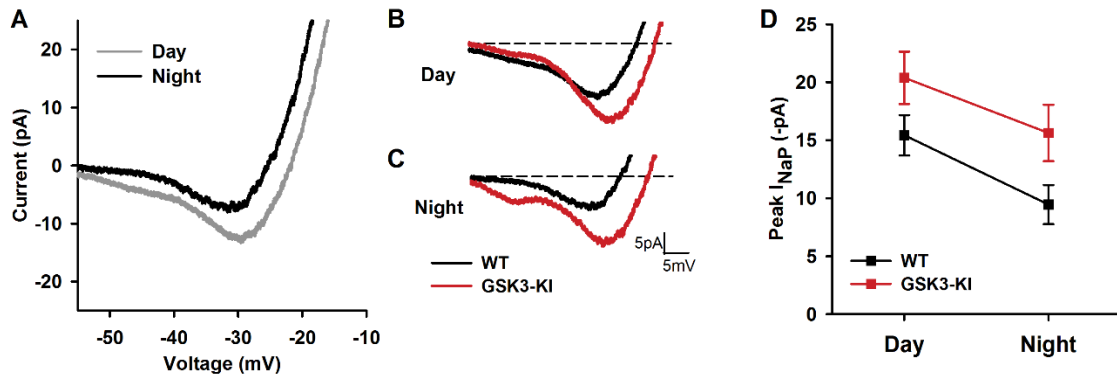 A
Day
Night
Current (pA)
20
10
0
-10
-20
-50
-40
-30
-20
-10
Voltage (mV)
B
Day
C
Night
5pA
5mV
WT
GSK3-KI
D
Peak INaP (-pA)
25
20
15
10
5
0
WT
GSK3-KI
Day
Night